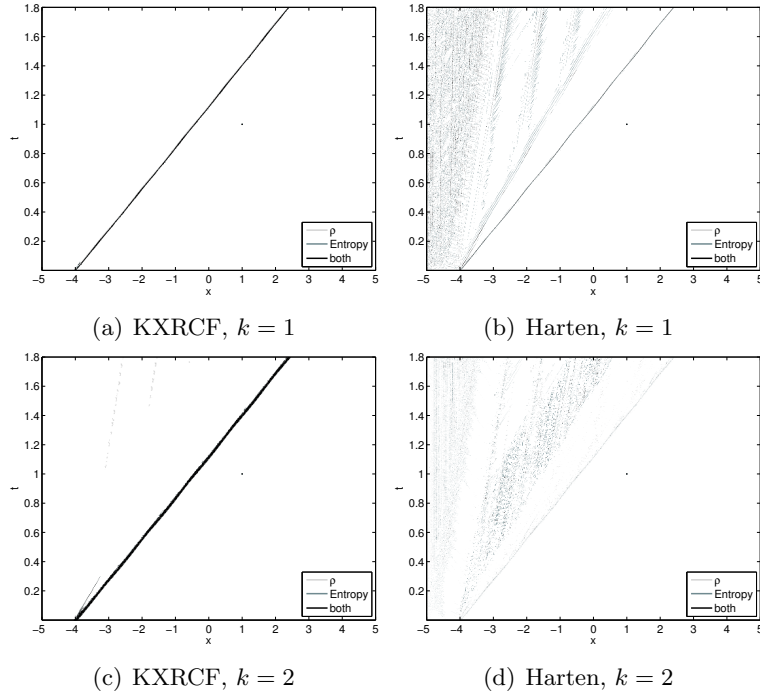 1.8
1.6
1.4
1.2
1
0.8
0.6
0.4
0.2
t
−5 −4 −3 −2 −1 0 1 2 3 4 5
x
ρ
Entropy
both
(a) KXRCF, k = 1
1.8
1.6
1.4
1.2
1
0.8
0.6
0.4
0.2
t
−5 −4 −3 −2 −1 0 1 2 3 4 5
x
ρ
Entropy
both
(b) Harten, k = 1
1.8
1.6
1.4
1.2
1
0.8
0.6
0.4
0.2
t
−5 −4 −3 −2 −1 0 1 2 3 4 5
x
ρ
Entropy
both
(c) KXRCF, k = 2
1.8
1.6
1.4
1.2
1
0.8
0.6
0.4
0.2
t
−5 −4 −3 −2 −1 0 1 2 3 4 5
x
ρ
Entropy
both
(d) Harten, k = 2